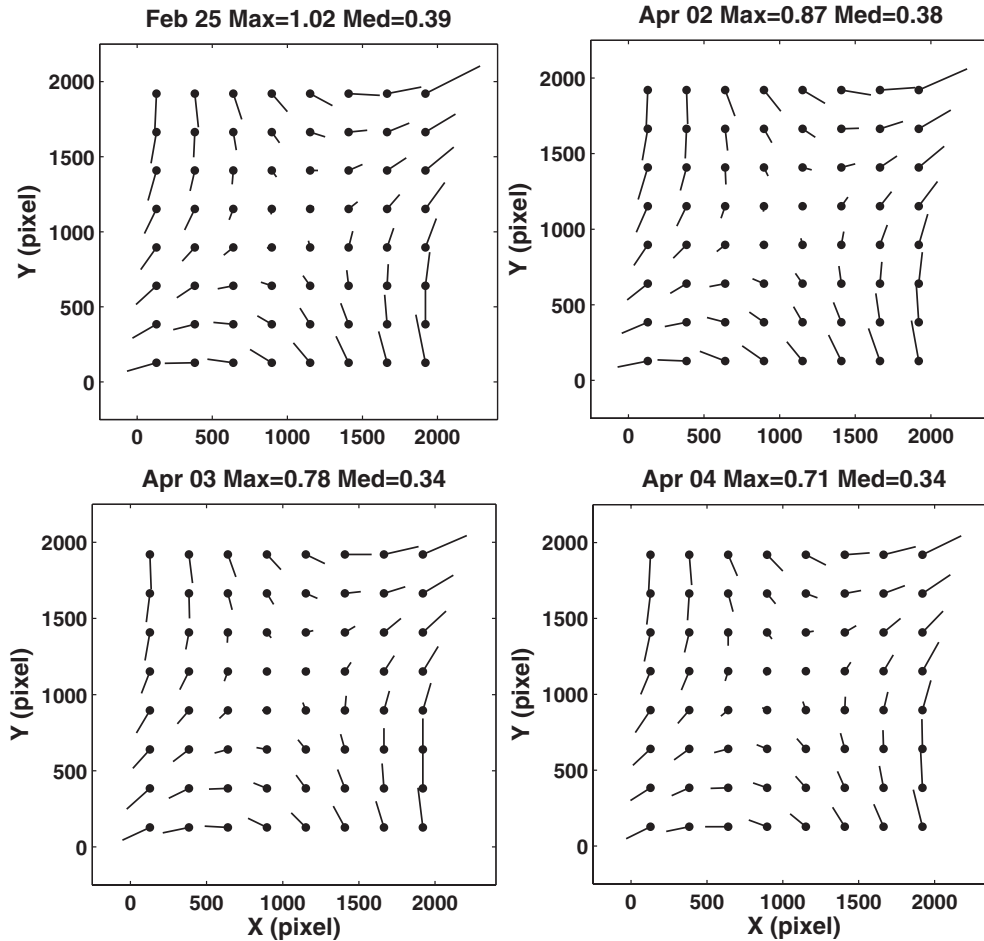 Feb 25 Max=1.02 Med=0.39
2000
1500
1000
500
0
Y (pixel)
0 500 1000 1500 2000
Apr 02 Max=0.87 Med=0.38
2000
1500
1000
500
0
Y (pixel)
0 500 1000 1500 2000
Apr 03 Max=0.78 Med=0.34
2000
1500
1000
500
0
Y (pixel)
0 500 1000 1500 2000
X (pixel)
Apr 04 Max=0.71 Med=0.34
2000
1500
1000
500
0
Y (pixel)
0 500 1000 1500 2000
X (pixel)